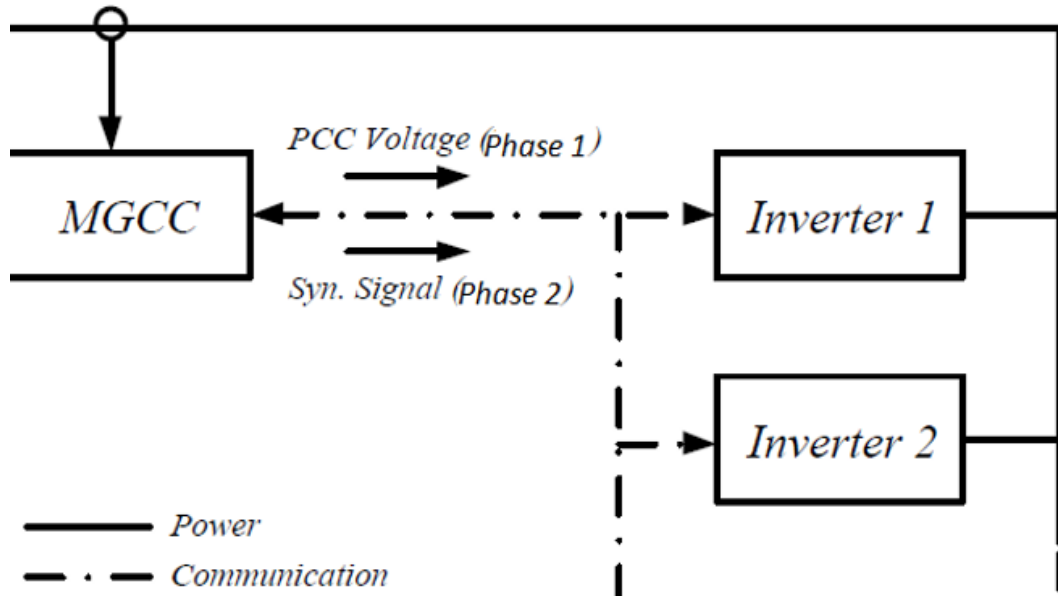 PCC Voltage (Phase 1)
MGCC
Inverter 1
Syn. Signal (Phase 2)
Inverter 2
Power
Communication